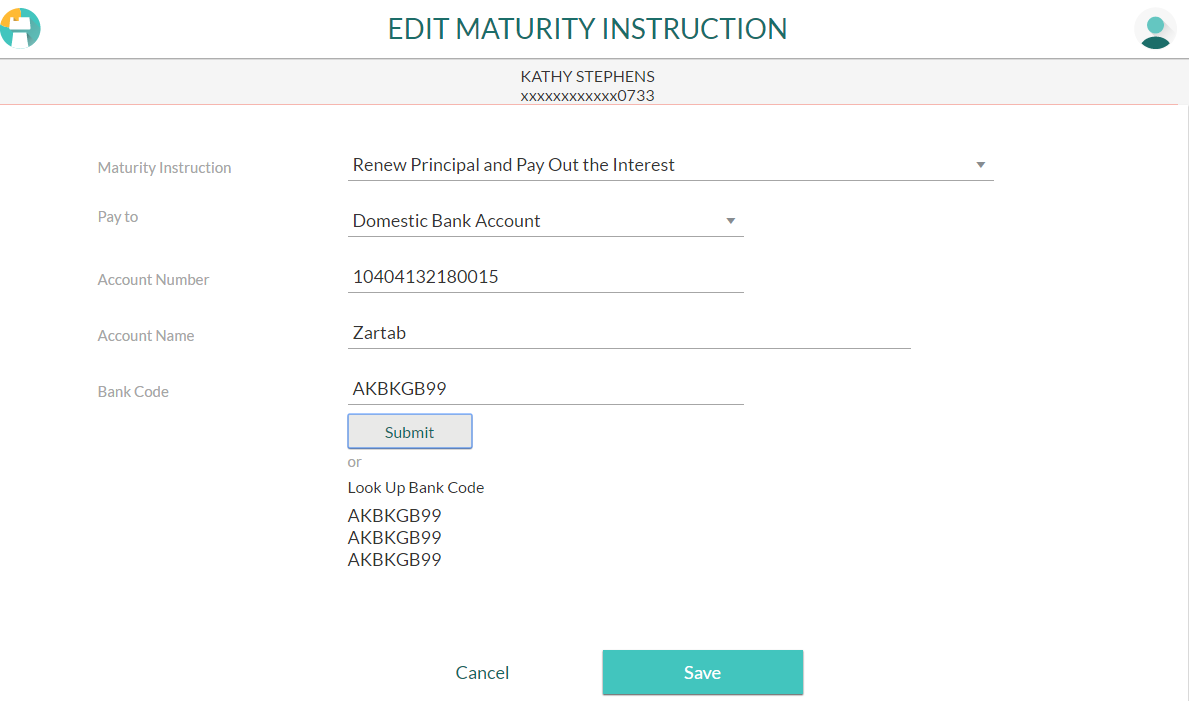 EDIT MATURITY INSTRUCTION
KATHY STEPHENS
xxxxxxxxxxxx0733
Maturity Instruction
Renew Principal and Pay Out the Interest
Pay to
Domestic Bank Account
Account Number
10404132180015
Account Name
Zartab
Bank Code
AKBKGB99
Submit
or
Look Up Bank Code
AKBKGB99
AKBKGB99
AKBKGB99
Cancel
Save